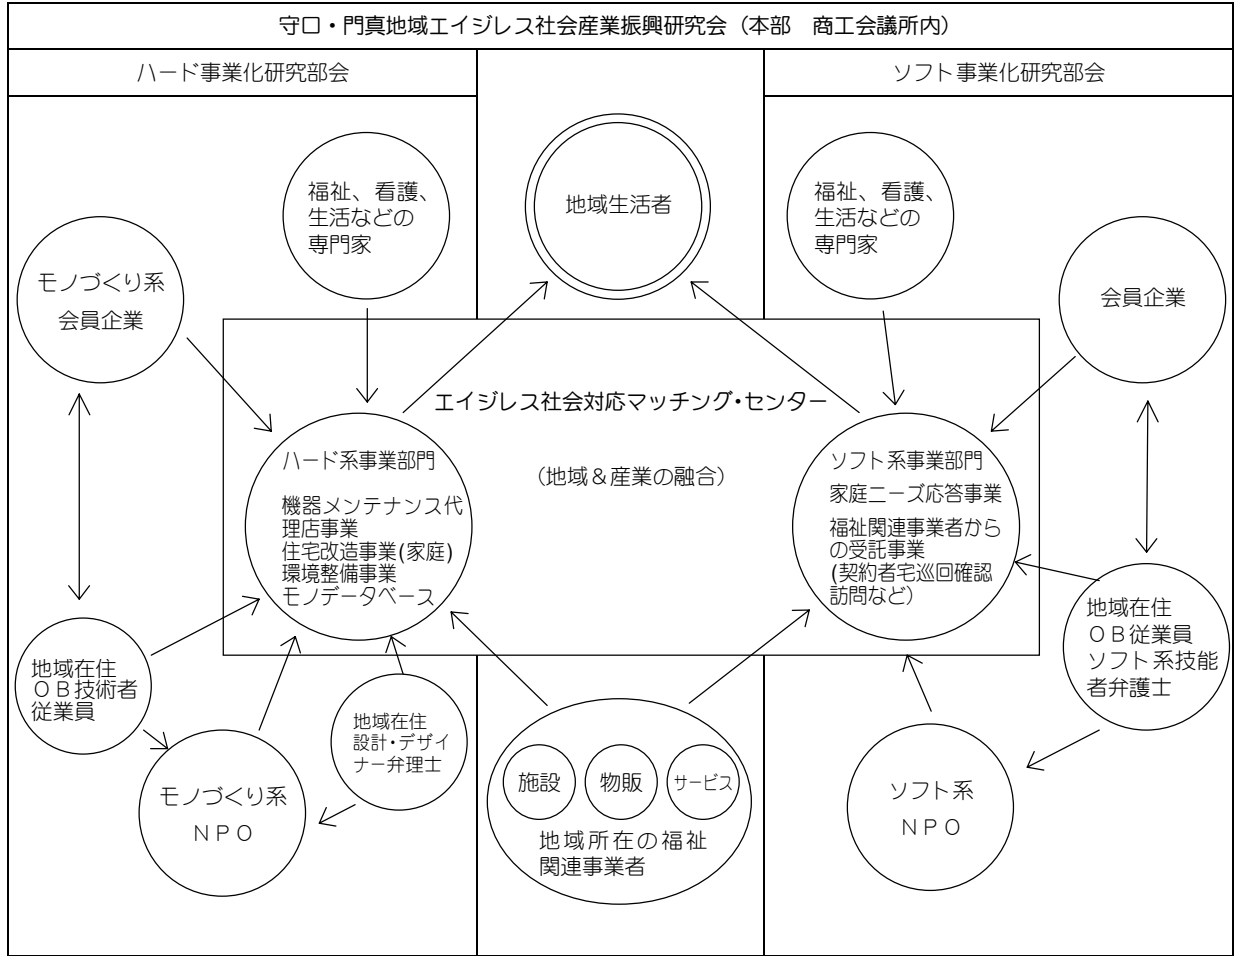 守口・門真地域エイジレス社会産業振興研究会（本部　商工会議所内）
ハード事業化研究部会
ソフト事業化研究部会
福祉、看護、
生活などの
専門家
地域生活者
福祉、看護、
生活などの
専門家
モノづくり系
会員企業
会員企業
エイジレス社会対応マッチング・センター
（地域＆産業の融合）
ハード系事業部門
機器メンテナンス代
理店事業
住宅改造事業(家庭)
環境整備事業
モノデータベース
ソフト系事業部門
家庭ニーズ応答事業
福祉関連事業者から
の受託事業
(契約者宅巡回確認
訪問など）
地域在住
ＯＢ技術者
従業員
地域在住
設計・デザイ
ナー弁理士
地域在住
ＯＢ従業員
ソフト系技能
者弁護士
モノづくり系
ＮＰＯ
施設
物販
サービス
地域所在の福祉
関連事業者
ソフト系
ＮＰＯ